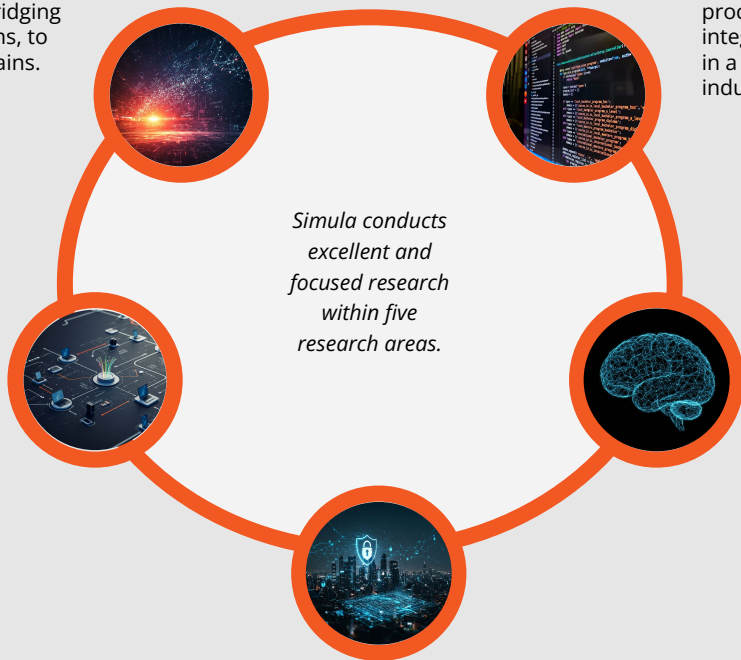 ridging
ns, to
ains.
proc
integ
in a
indu
Simula conducts
excellent and
focused research
within five
research areas.